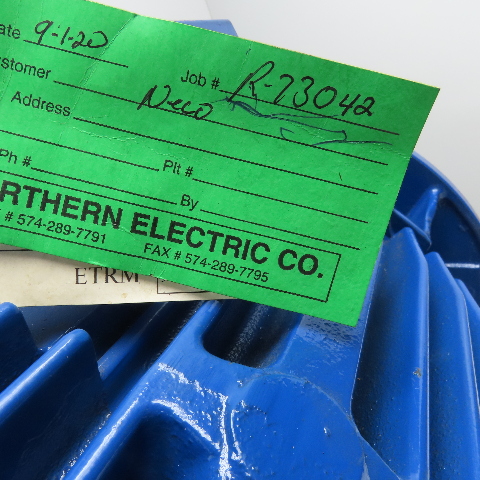 ate 9-1-20
stomer Job # R-73042
Address Neco
Ph # Plt #
By
RTHERN ELECTRIC CO.
# 574-289-7791 FAX # 574-289-7795
ETRM